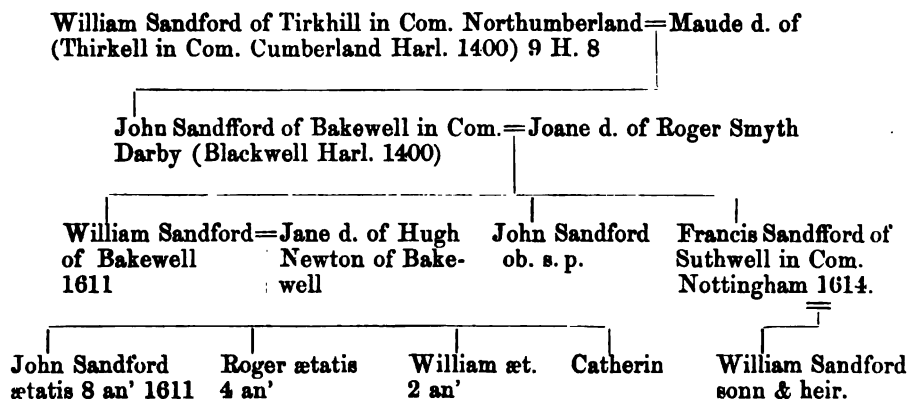 William Sandford of Tirkhill in Com. Northumberland=Maude d. of
(Thirkell in Com. Cumberland Harl. 1400) 9 H. 8
John Sandfford of Bakewell in Com.=Joane d. of Roger Smyth
Darby (Blackwell Harl. 1400)
William Sandford=Jane d. of Hugh
of Bakewell Newton of Bake-
1611 well
John Sandford
ob. s. p.
Francis Sandfford of
Suthwell in Com.
Nottingham 1614.
John Sandford
ætatis 8 an' 1611
Roger ætatis
4 an'
William æt.
2 an'
Catherin
William Sandford
sonn & heir.